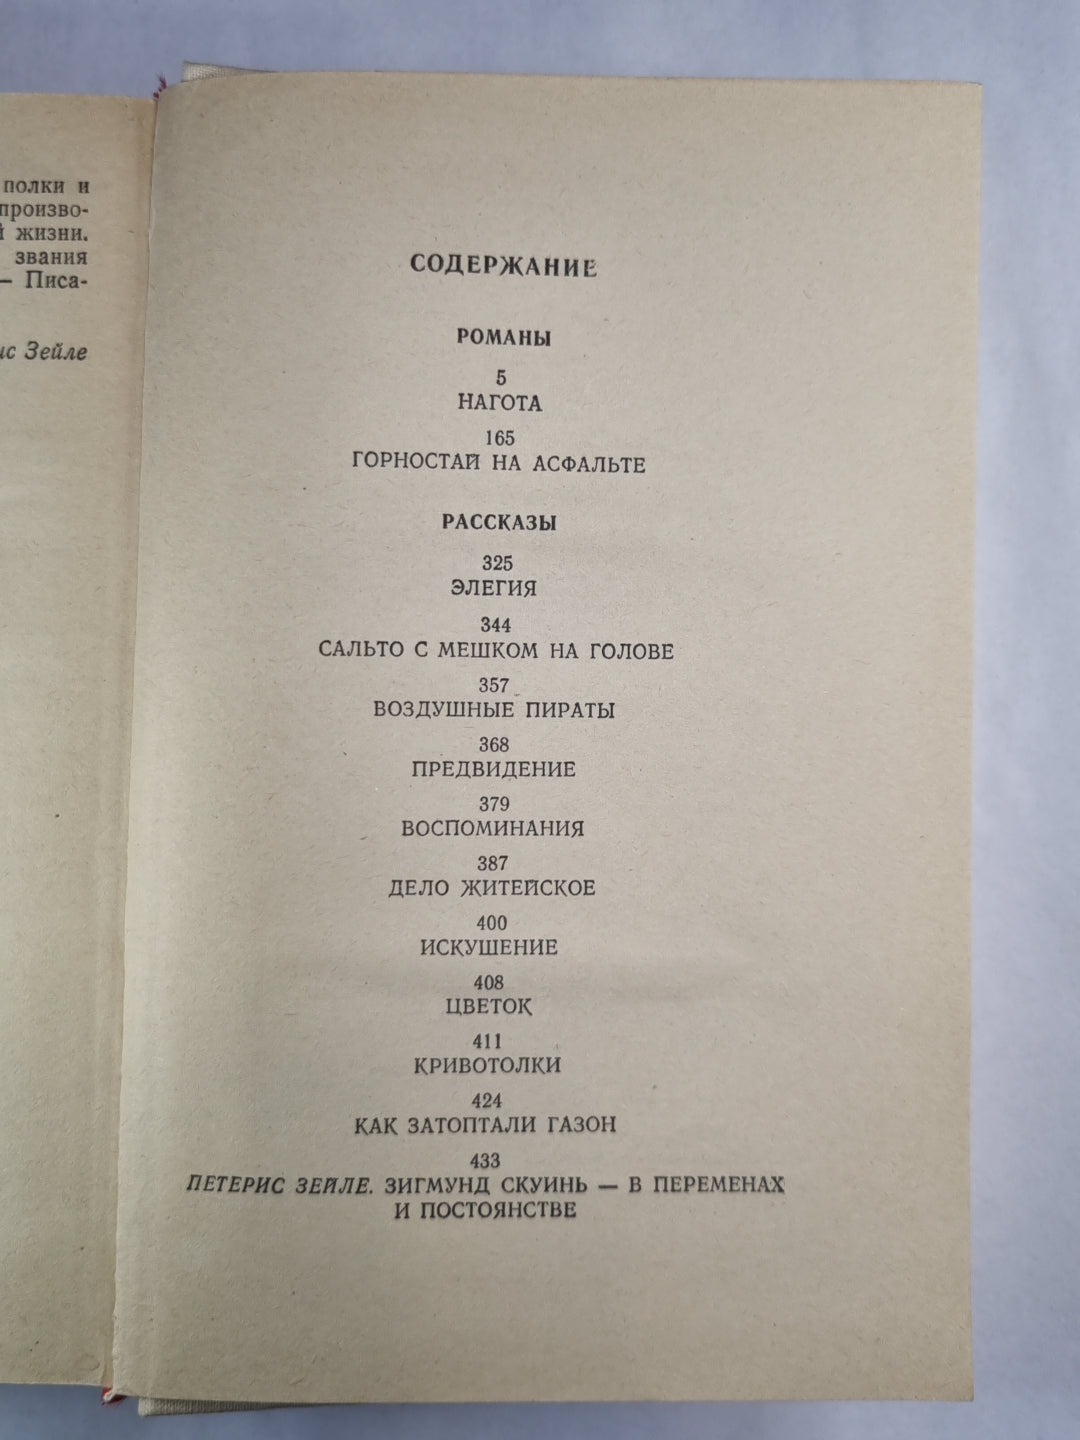 полки и
произво-
й жизни.
звания
— Писа-
ис Зейле
СОДЕРЖАНИЕ
РОМАНЫ
5
НАГОТА
165
ГОРНОСТАЙ НА АСФАЛЬТЕ
РАССКАЗЫ
325
ЭЛЕГИЯ
344
САЛЬТО С МЕШКОМ НА ГОЛОВЕ
357
ВОЗДУШНЫЕ ПИРАТЫ
368
ПРЕДВИДЕНИЕ
379
ВОСПОМИНАНИЯ
387
ДЕЛО ЖИТЕЙСКОЕ
400
ИСКУШЕНИЕ
408
ЦВЕТОК
411
КРИВОТОЛКИ
424
КАК ЗАТОПТАЛИ ГАЗОН
433
ПЕТЕРИС ЗЕЙЛЕ. ЗИГМУНД СКУИНЬ — В ПЕРЕМЕНАХ
И ПОСТОЯНСТВЕ